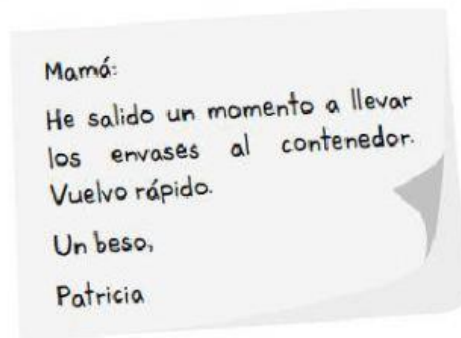 Mamá:
He salido un momento a llevar
los envases al contenedor.
Vuelvo rápido.
Un beso,
Patricia